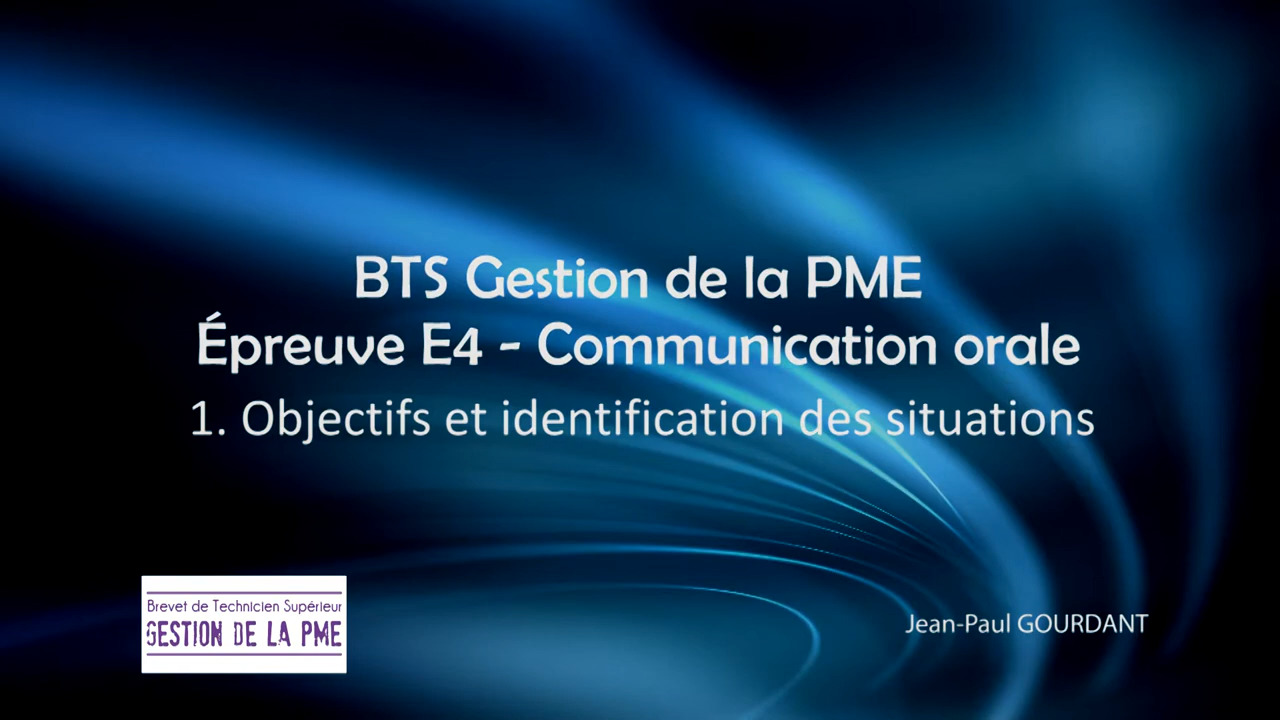 BTS Gestion de la PME
Épreuve E4 - Communication orale
1. Objectifs et identification des situations
Brevet de Technicien Supérieur
GESTION DE LA PME
Jean-Paul GOURDANT